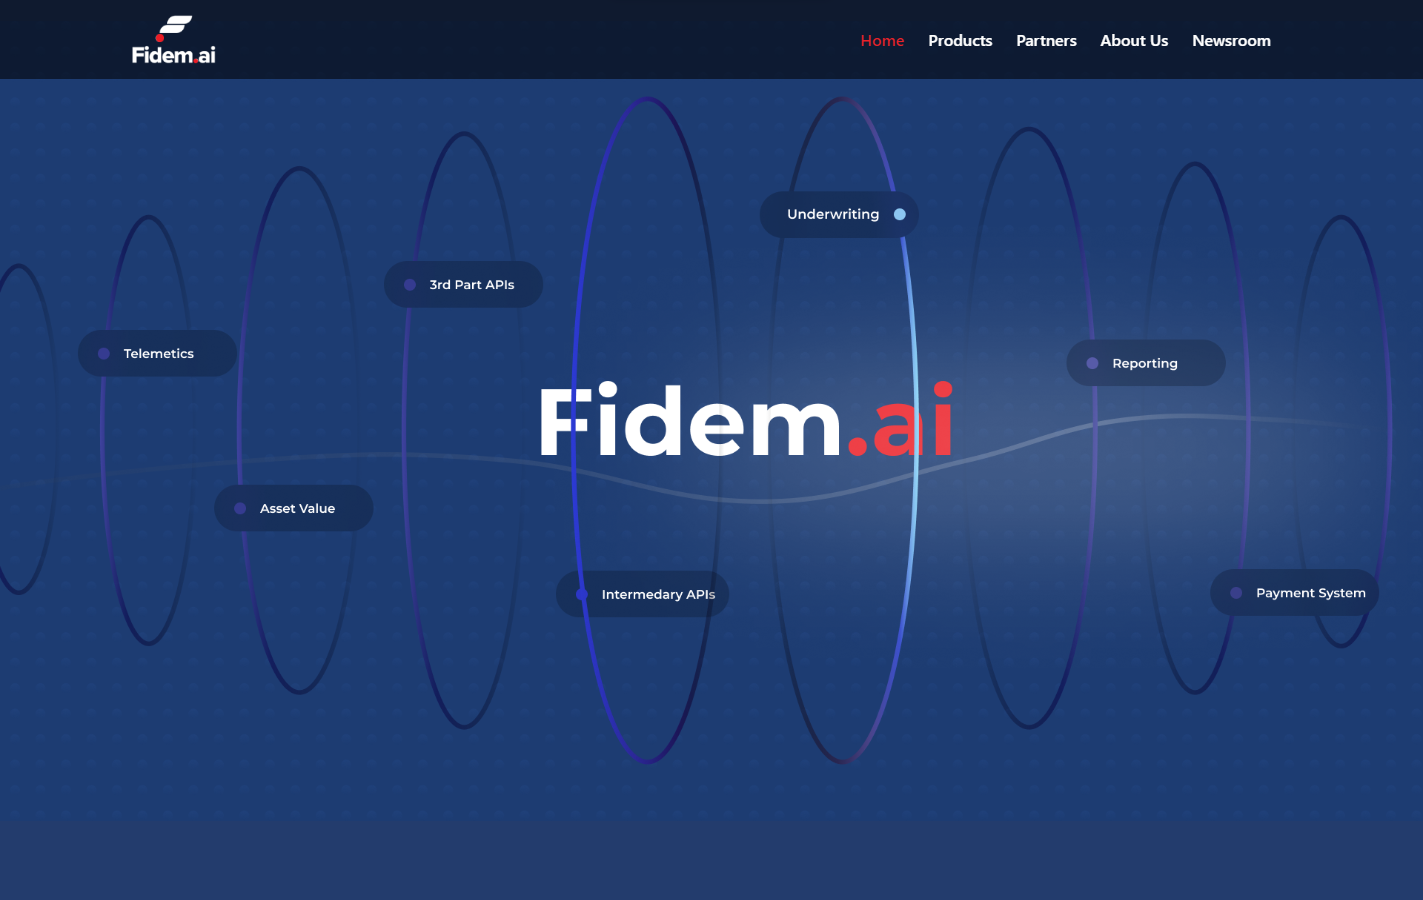 Fidem.ai
Home Products Partners About Us Newsroom
Underwriting
3rd Part APIs
Telemetics
Reporting
Fidem.ai
Asset Value
Intermedary APIs
Payment System